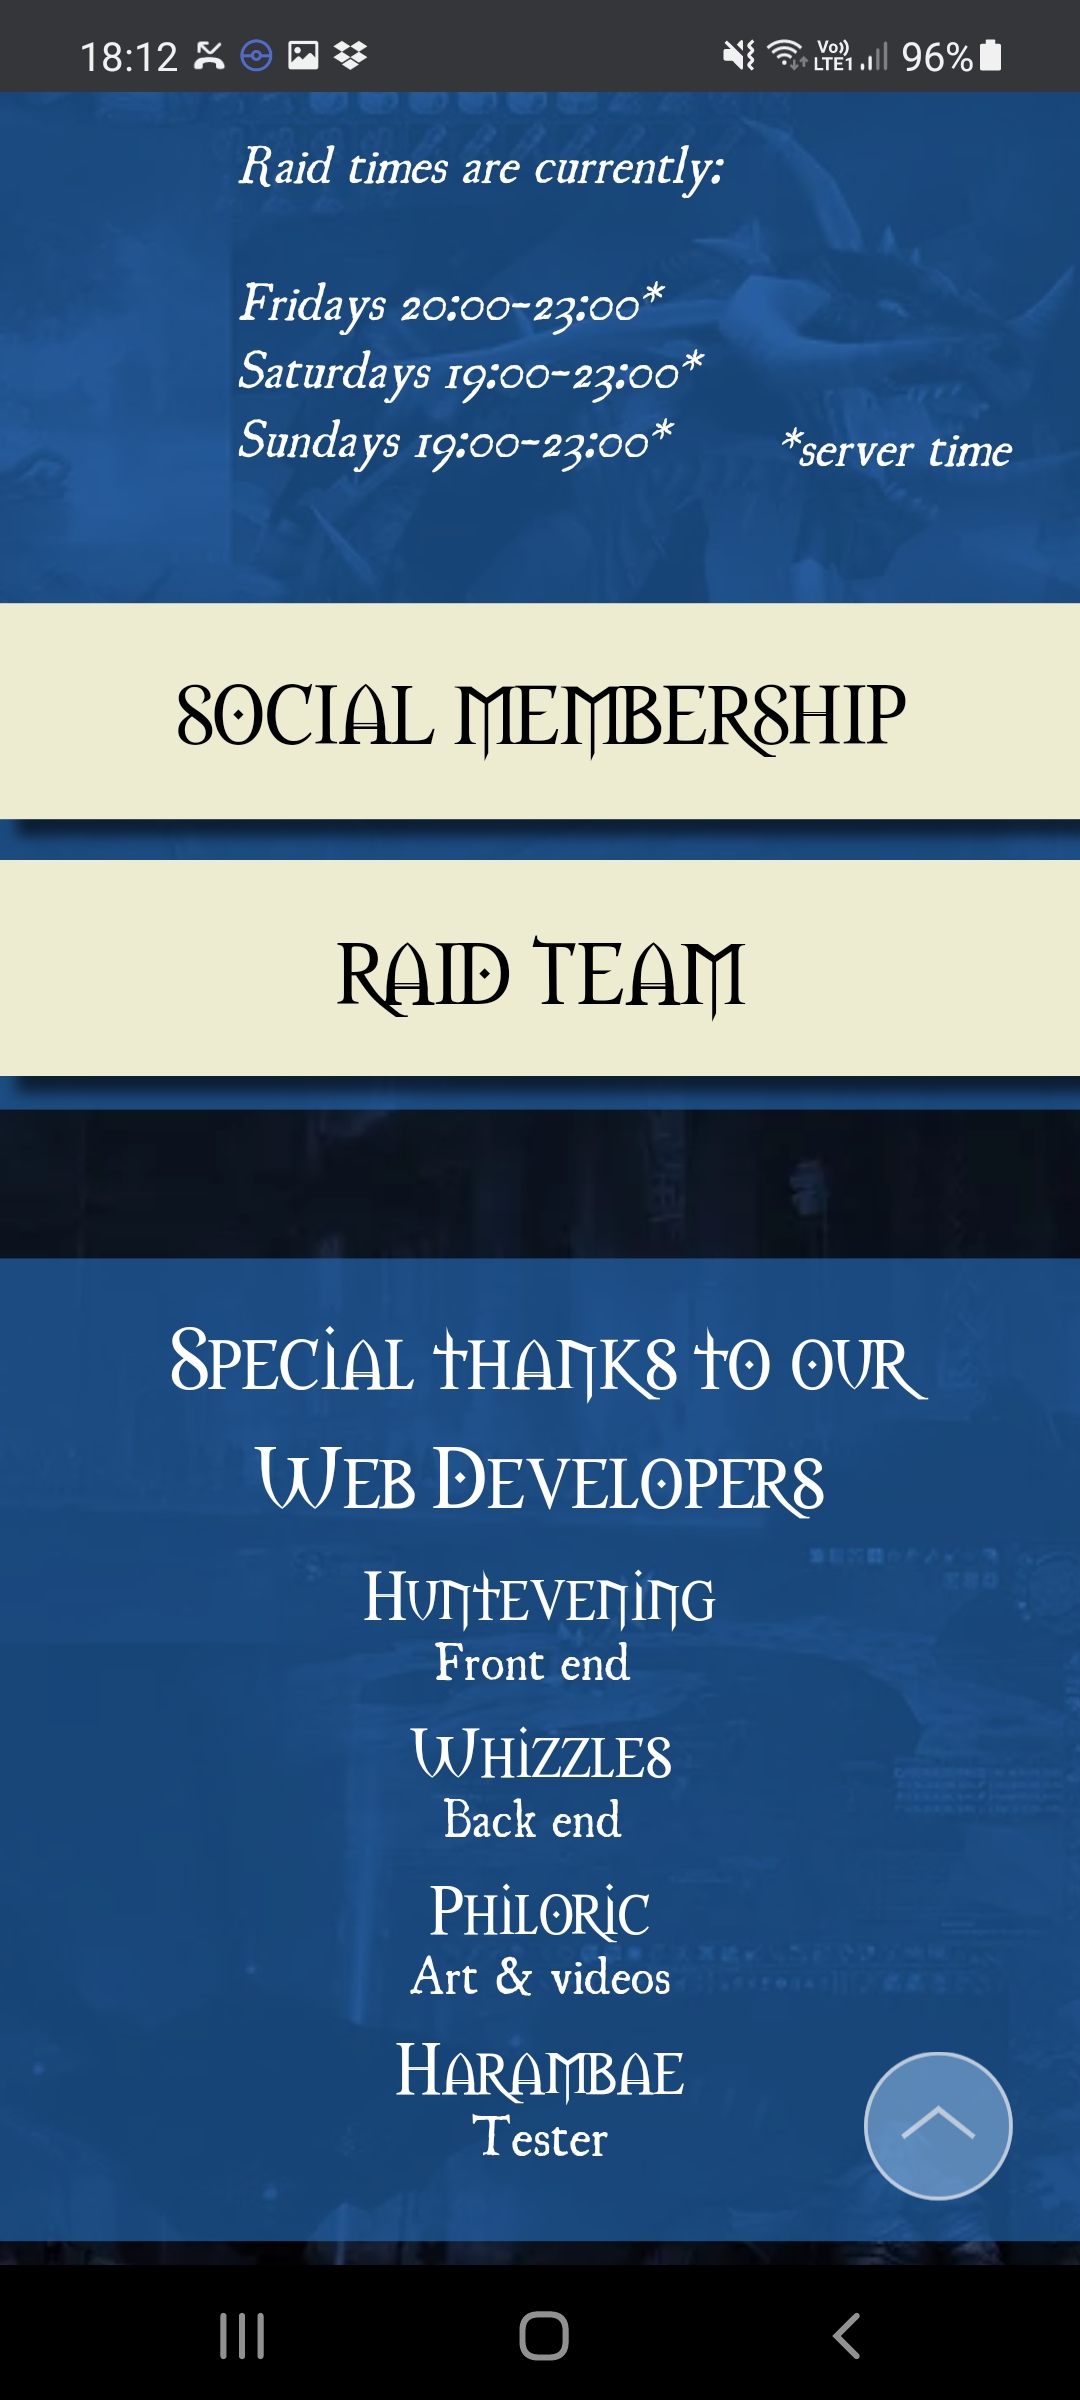 18:12
Vo)) LTE1 96%
Raid times are currently:
Fridays 20:00-23:00*
Saturdays 19:00-23:00*
Sundays 19:00-23:00*
*server time
SOCIAL MEMBERSHIP
RAID TEAM
Special thanks to our
Web Developers
Huntevening
Front end
Whizzles
Back end
Philoric
Art & videos
Harambae
Tester